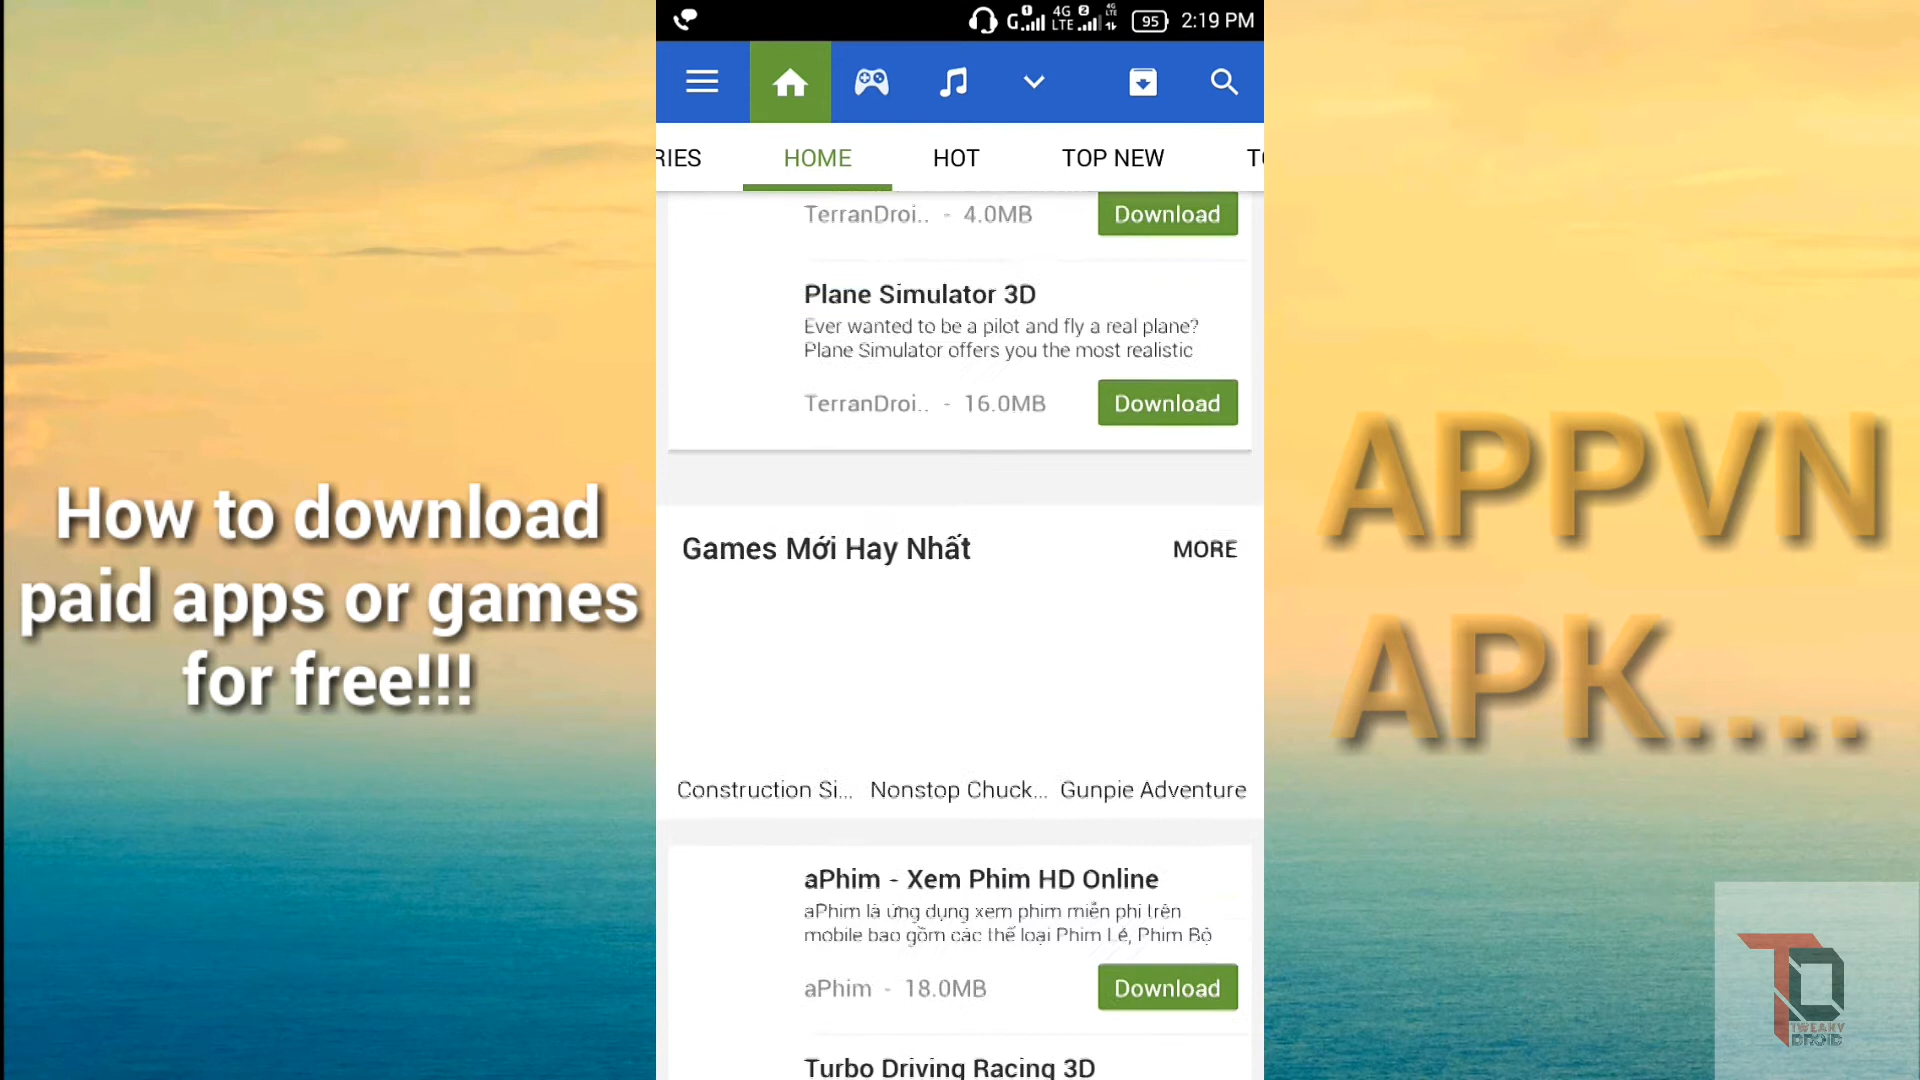 How to download
paid apps or games
for free!!!
95 2:19 PM
RIES HOME HOT TOP NEW
TerranDroi.. - 4.0MB Download
Plane Simulator 3D
Ever wanted to be a pilot and fly a real plane?
Plane Simulator offers you the most realistic
TerranDroi.. - 16.0MB Download
Games Mới Hay Nhất MORE
Construction Si... Nonstop Chuck... Gunpie Adventure
aPhim - Xem Phim HD Online
aPhim là ứng dụng xem phim miễn phí trên
mobile bao gồm các thể loại Phim Lẻ, Phim Bộ
aPhim - 18.0MB Download
Turbo Driving Racing 3D
APPVN
APK....
TWEAKY
DROID